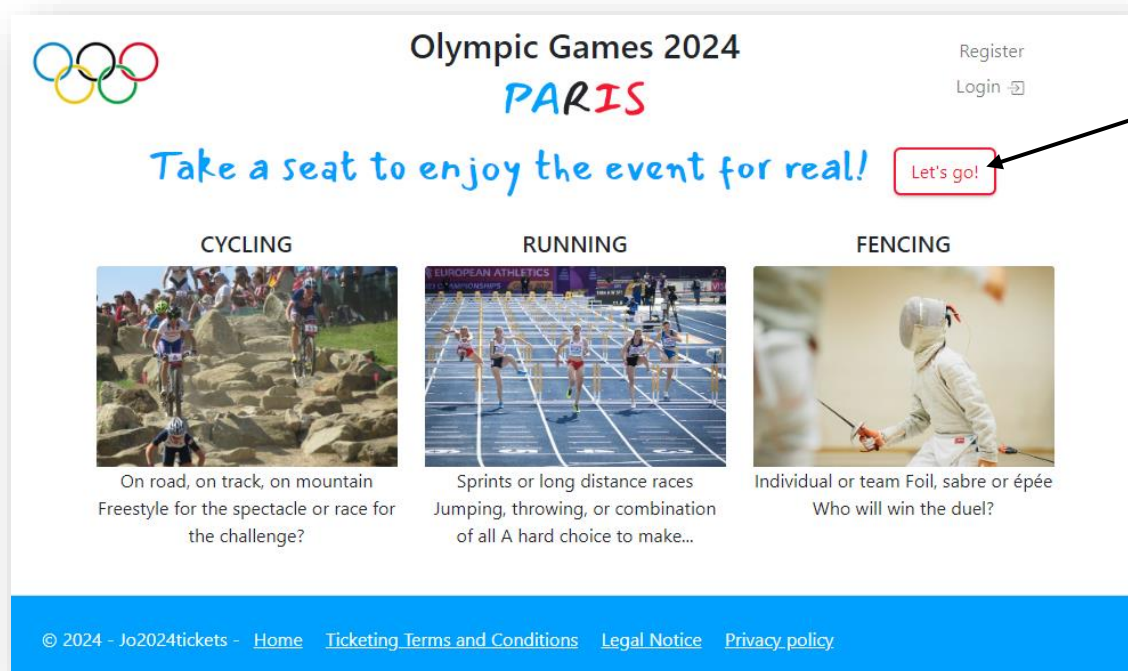 Olympic Games 2024
PARIS
Register
Login
Take a seat to enjoy the event for real!
Let's go!
CYCLING
RUNNING
FENCING
EUROPEAN ATHLETICS
CHAMPIONSHIPS
On road, on track, on mountain
Freestyle for the spectacle or race for
the challenge?
Sprints or long distance races
Jumping, throwing, or combination
of all A hard choice to make...
Individual or team Foil, sabre or épée
Who will win the duel?
© 2024 - Jo2024tickets - Home Ticketing Terms and Conditions Legal Notice Privacy policy